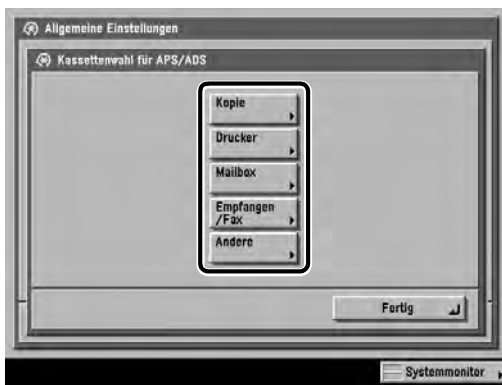 Allgemeine Einstellungen
Kassettenwahl für APS/ADS
Kopie
Drucker
Mailbox
Empfangen
/Fax
Andere
Fertig
Systemmonitor